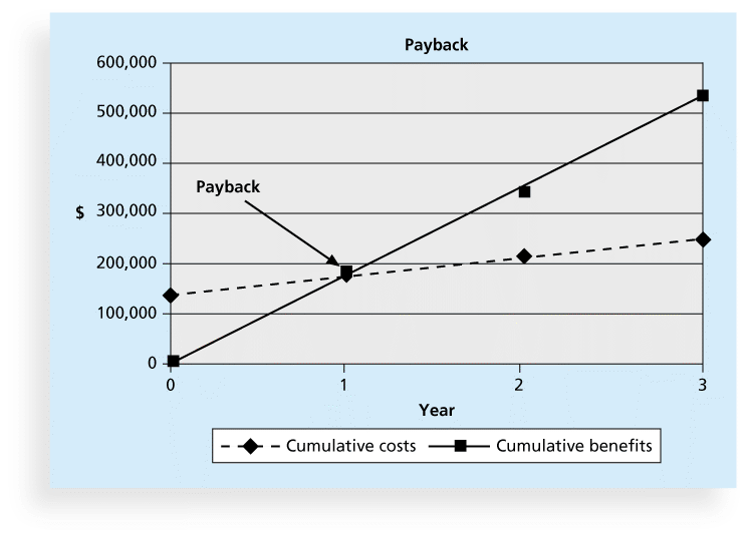 Payback
600,000
500,000
400,000
Payback
$ 300,000
200,000
100,000
0
0 1 2 3
Year
Cumulative costs Cumulative benefits